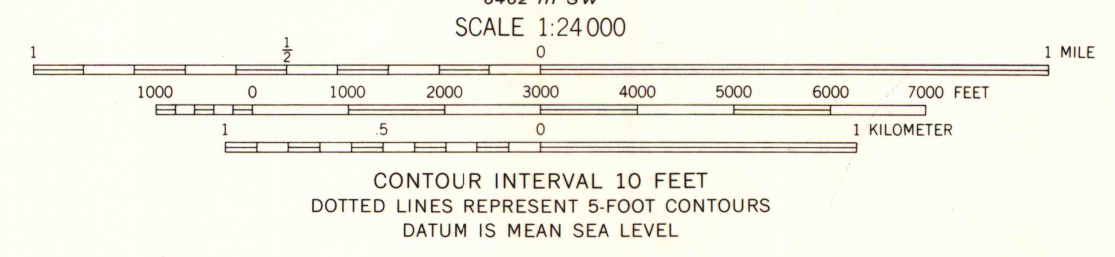 SCALE 1:24 000
1 1/2 0 1 MILE
1000 0 1000 2000 3000 4000 5000 6000 7000 FEET
1 .5 0 1 KILOMETER
CONTOUR INTERVAL 10 FEET
DOTTED LINES REPRESENT 5-FOOT CONTOURS
DATUM IS MEAN SEA LEVEL